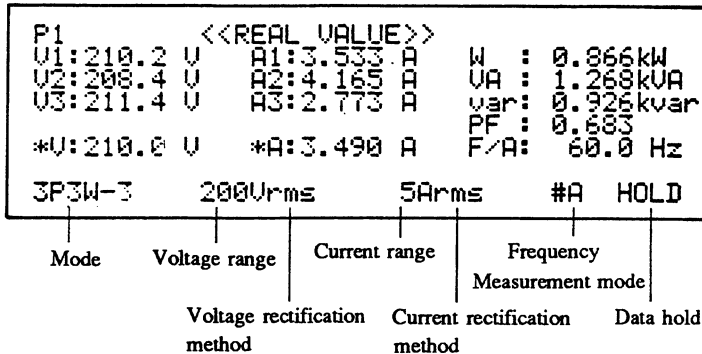 P1 <<REAL VALUE>>
V1:210.2 V A1:3.533 A W : 0.866kW
V2:208.4 V A2:4.165 A VA : 1.268kVA
V3:211.4 V A3:2.773 A var: 0.926kvar
PF : 0.683
*V:210.0 V *A:3.490 A F/A: 60.0 Hz
3P3W-3 200Vrms 5Arms #A HOLD
Mode Voltage range Current range Frequency
Measurement mode
Voltage rectification Current rectification Data hold
method method